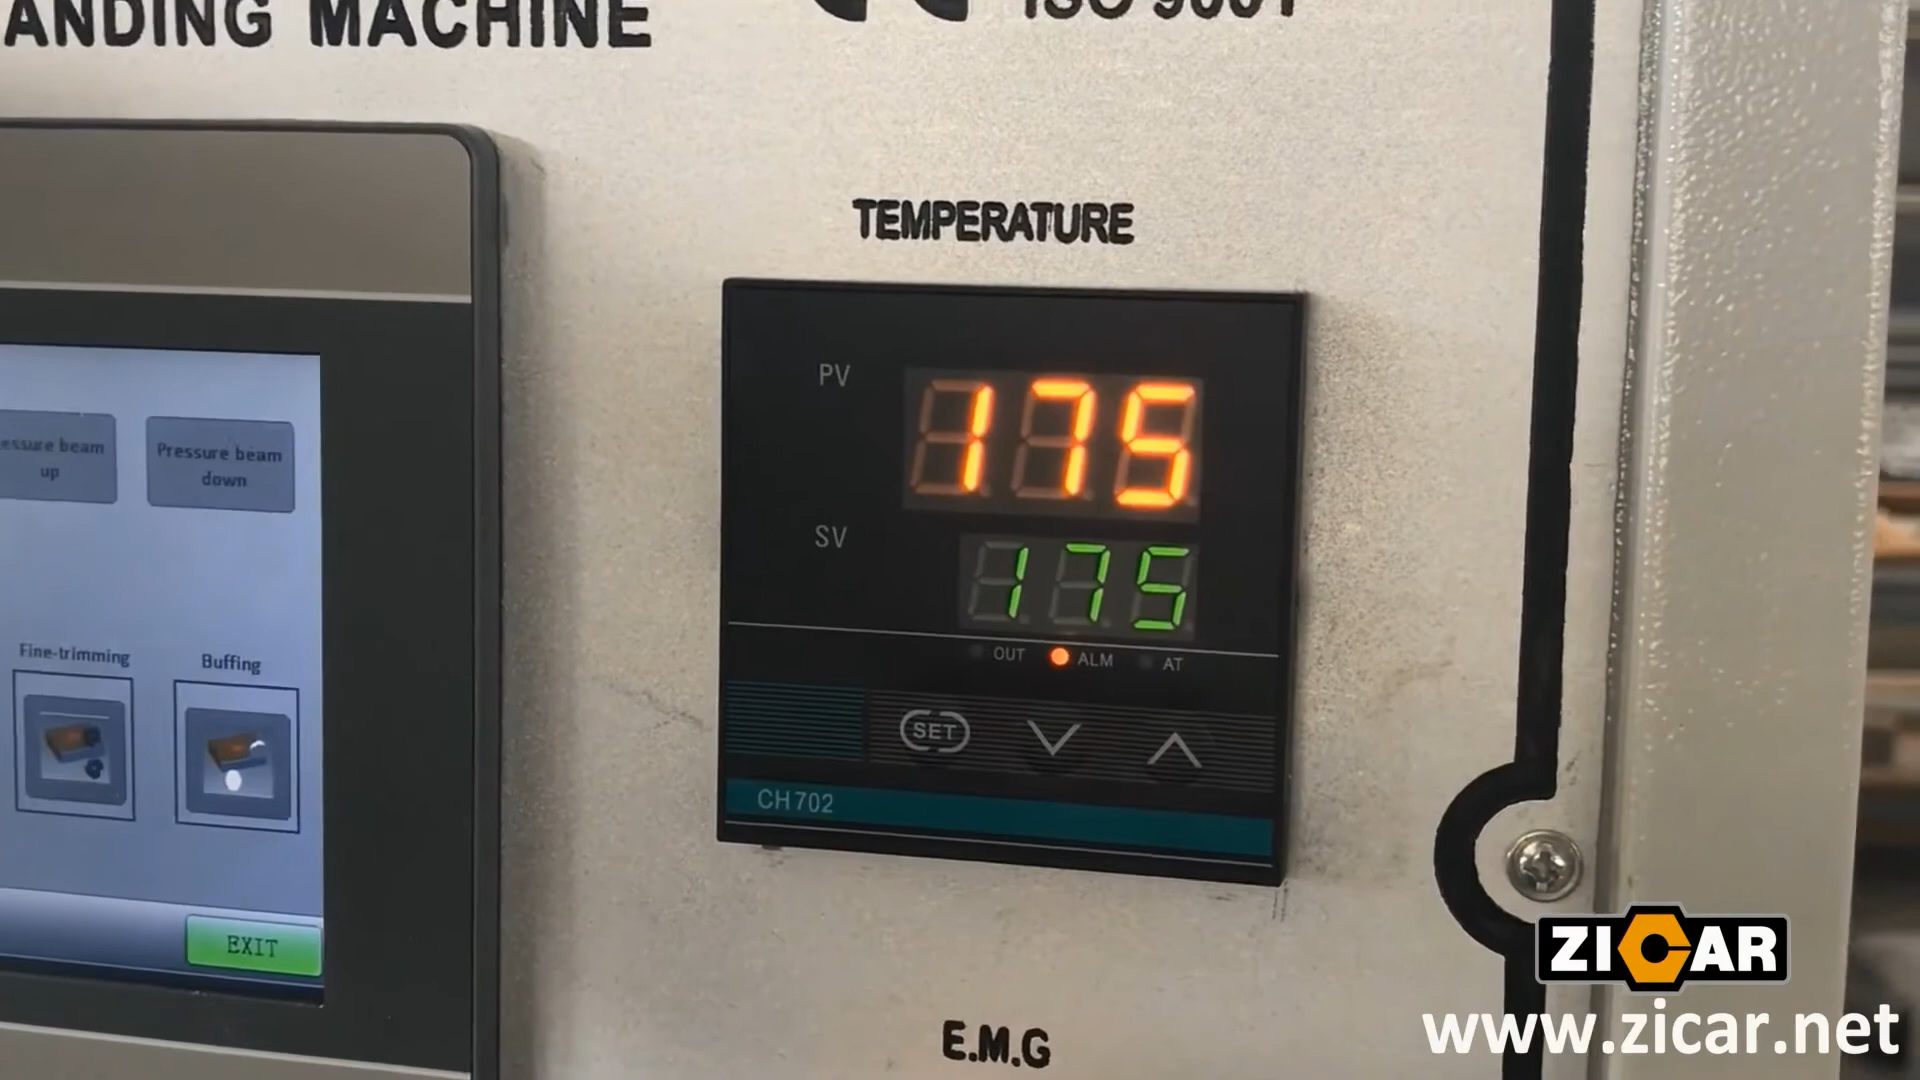 ANDING MACHINE
ISO 9001
TEMPERATURE
PV
175
SV
175
OUT ALM AT
SET
CH702
essure beam
up
Pressure beam
down
Fine-trimming
Buffing
EXIT
E.M.G
ZICAR
www.zicar.net